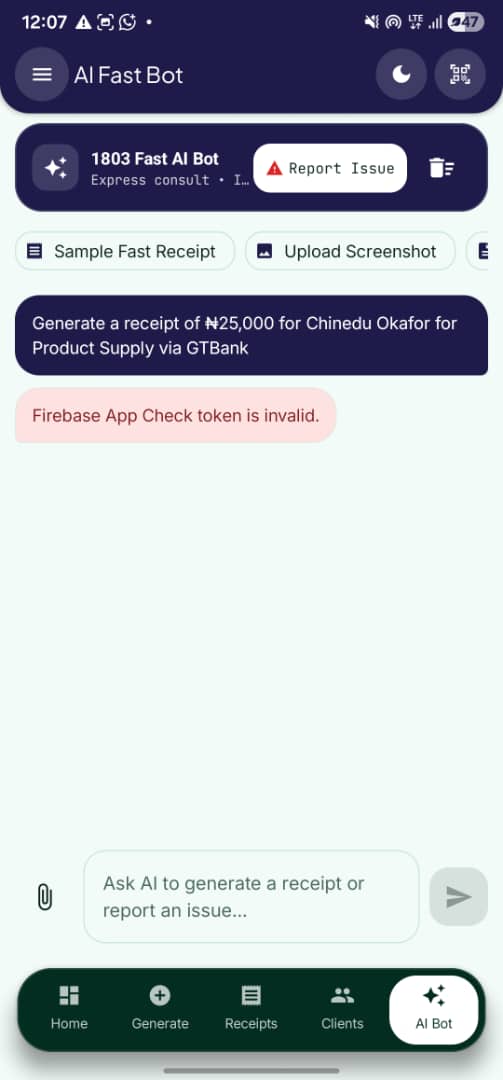 12:07
LTE
47
AI Fast Bot
1803 Fast AI Bot
Express consult • I…
Report Issue
Sample Fast Receipt
Upload Screenshot
Generate a receipt of ₦25,000 for Chinedu Okafor for
Product Supply via GTBank
Firebase App Check token is invalid.
Ask AI to generate a receipt or
report an issue...
Home
Generate
Receipts
Clients
AI Bot